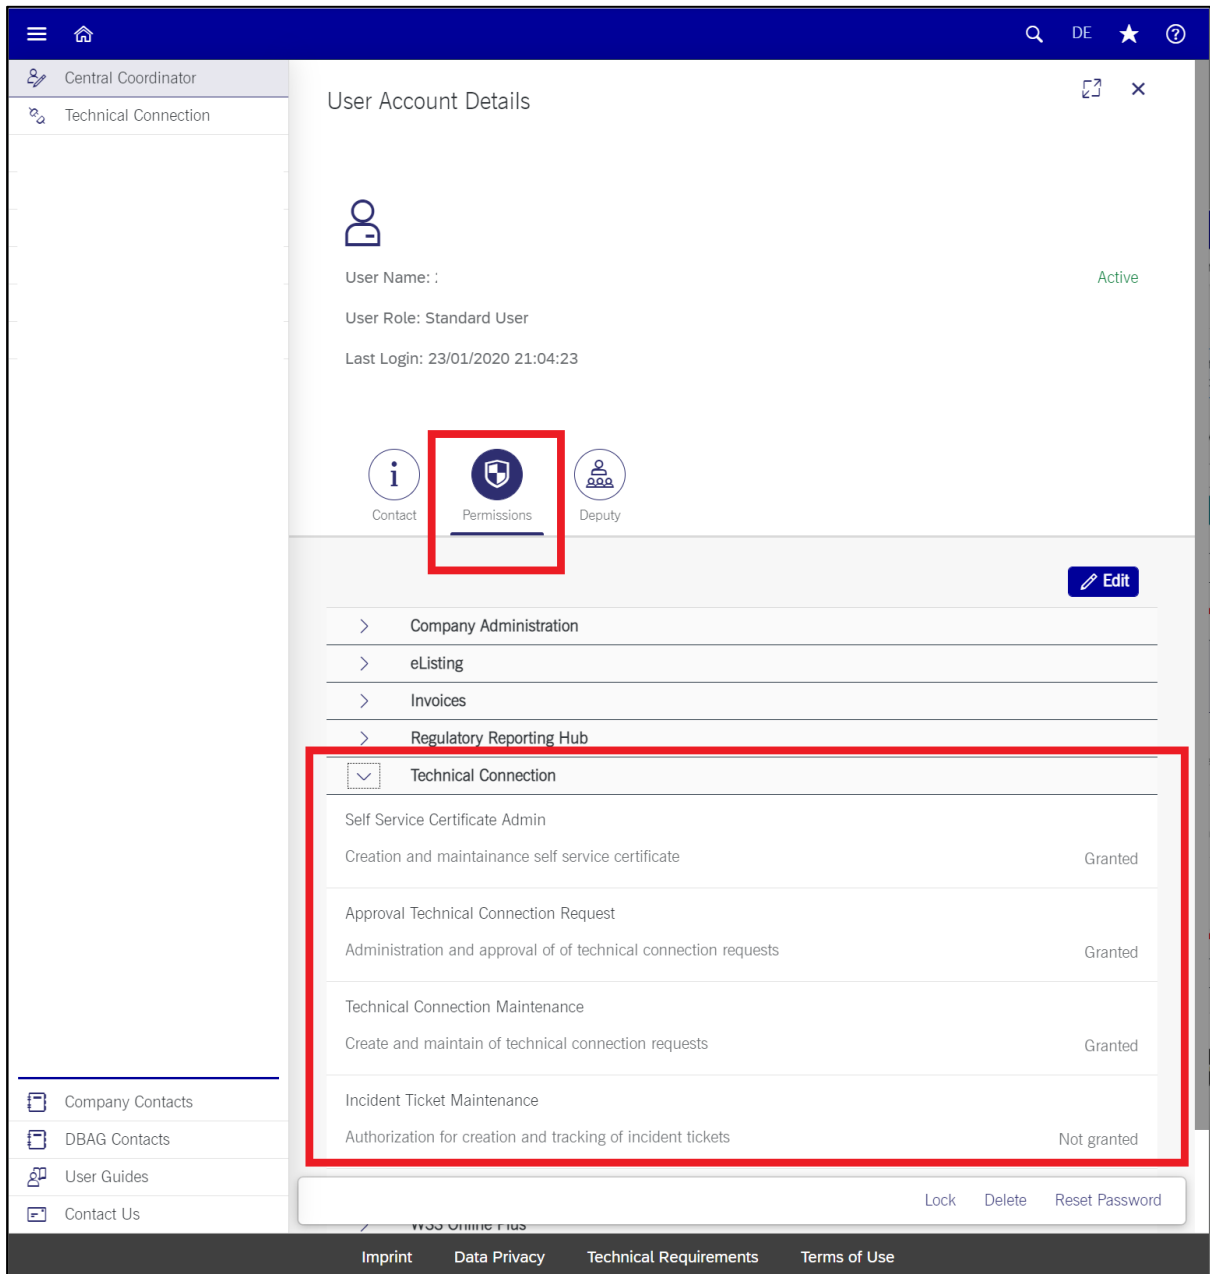 DE
Central Coordinator
Technical Connection
User Account Details
User Name: :
Active
User Role: Standard User
Last Login: 23/01/2020 21:04:23
i
Contact
Permissions
Deputy
Edit
Company Administration
eListing
Invoices
Regulatory Reporting Hub
Technical Connection
Self Service Certificate Admin
Creation and maintainance self service certificate
Granted
Approval Technical Connection Request
Administration and approval of of technical connection requests
Granted
Technical Connection Maintenance
Create and maintain of technical connection requests
Granted
Incident Ticket Maintenance
Authorization for creation and tracking of incident tickets
Not granted
Company Contacts
DBAG Contacts
User Guides
Contact Us
Lock Delete Reset Password
WSS Online Plus
Imprint Data Privacy Technical Requirements Terms of Use